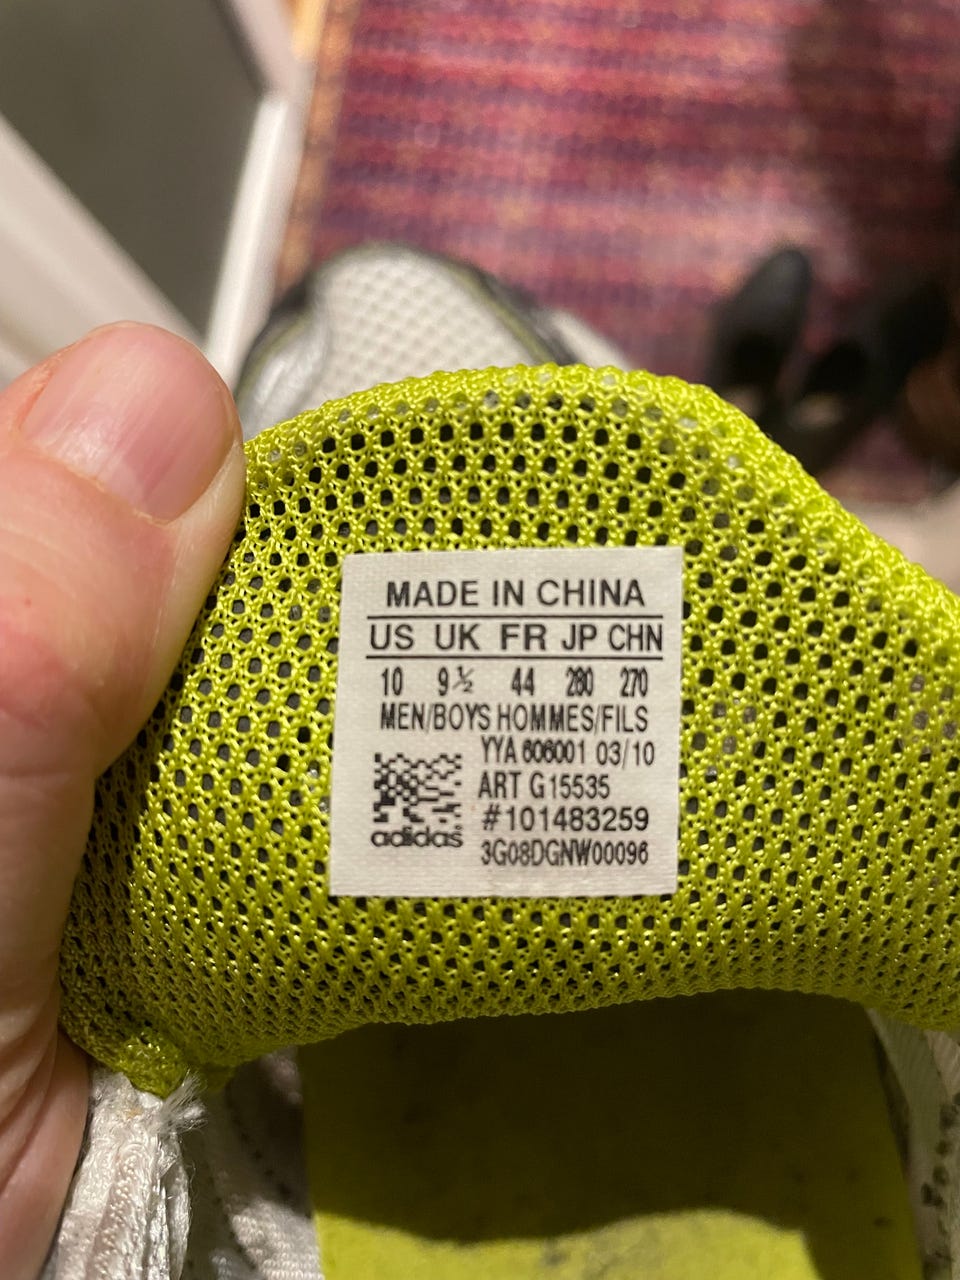 MADE IN CHINA
US UK FR JP CHN
10 9½ 44 280 270
MEN/BOYS HOMMES/FILS
YYA 606001 03/10
ART G15535
#101483259
adidas
3G08DGNW00096